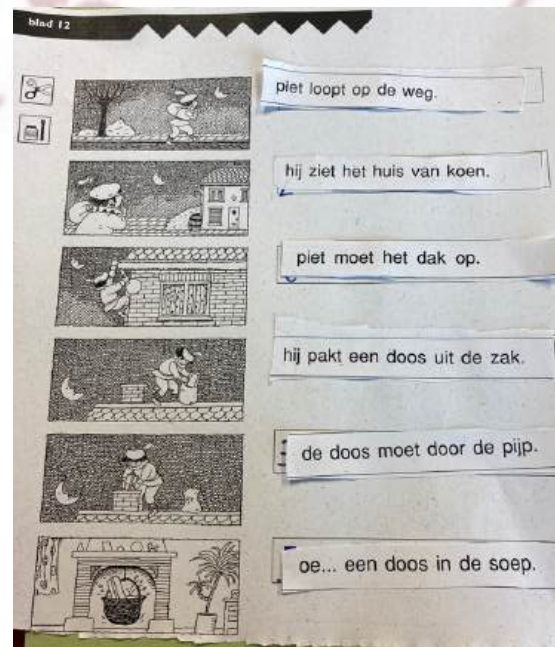 blad 12
piet loopt op de weg.
hij ziet het huis van koen.
piet moet het dak op.
hij pakt een doos uit de zak.
de doos moet door de pijp.
oe... een doos in de soep.